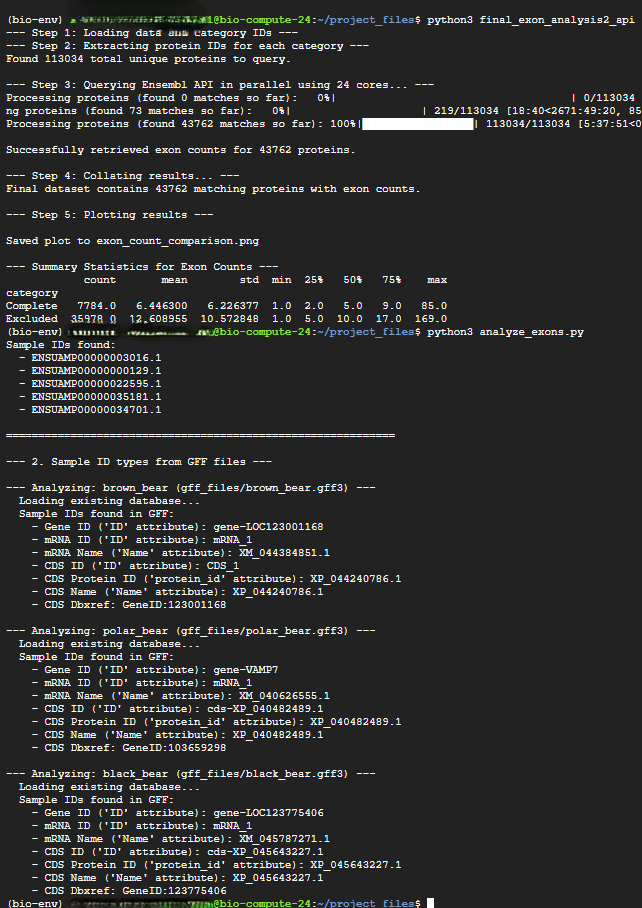 (bio-env) 1@bio-compute-24:~/project_files$ python3 final_exon_analysis2_api
--- Step 1: Loading data and category IDs ---
--- Step 2: Extracting protein IDs for each category ---
Found 113034 total unique proteins to query.
--- Step 3: Querying Ensembl API in parallel using 24 cores... ---
Processing proteins (found 0 matches so far):   0%|                                     | 0/113034
ng proteins (found 73 matches so far):   0%|                     | 219/113034 [18:40<2671:49:20, 85
Processing proteins (found 43762 matches so far): 100%|                 | 113034/113034 [5:37:51<0
Successfully retrieved exon counts for 43762 proteins.
--- Step 4: Collating results... ---
Final dataset contains 43762 matching proteins with exon counts.
--- Step 5: Plotting results ---
Saved plot to exon_count_comparison.png
--- Summary Statistics for Exon Counts ---
            count       mean        std  min  25%   50%   75%    max
category
Complete   7784.0   6.446300   6.226377  1.0  2.0   5.0   9.0   85.0
Excluded  35978.0  12.608955  10.572848  1.0  5.0  10.0  17.0  169.0
(bio-env) @bio-compute-24:~/project_files$ python3 analyze_exons.py
Sample IDs found:
  - ENSUAMP00000003016.1
  - ENSUAMP00000000129.1
  - ENSUAMP00000022595.1
  - ENSUAMP00000035181.1
  - ENSUAMP00000034701.1
============================================================
--- 2. Sample ID types from GFF files ---
--- Analyzing: brown_bear (gff_files/brown_bear.gff3) ---
  Loading existing database...
  Sample IDs found in GFF:
    - Gene ID ('ID' attribute): gene-LOC123001168
    - mRNA ID ('ID' attribute): mRNA_1
    - mRNA Name ('Name' attribute): XM_044384851.1
    - CDS ID ('ID' attribute): CDS_1
    - CDS Protein ID ('protein_id' attribute): XP_044240786.1
    - CDS Name ('Name' attribute): XP_044240786.1
    - CDS Dbxref: GeneID:123001168
--- Analyzing: polar_bear (gff_files/polar_bear.gff3) ---
  Loading existing database...
  Sample IDs found in GFF:
    - Gene ID ('ID' attribute): gene-VAMP7
    - mRNA ID ('ID' attribute): mRNA_1
    - mRNA Name ('Name' attribute): XM_040626555.1
    - CDS ID ('ID' attribute): cds-XP_040482489.1
    - CDS Protein ID ('protein_id' attribute): XP_040482489.1
    - CDS Name ('Name' attribute): XP_040482489.1
    - CDS Dbxref: GeneID:103659298
--- Analyzing: black_bear (gff_files/black_bear.gff3) ---
  Loading existing database...
  Sample IDs found in GFF:
    - Gene ID ('ID' attribute): gene-LOC123775406
    - mRNA ID ('ID' attribute): mRNA_1
    - mRNA Name ('Name' attribute): XM_045787271.1
    - CDS ID ('ID' attribute): cds-XP_045643227.1
    - CDS Protein ID ('protein_id' attribute): XP_045643227.1
    - CDS Name ('Name' attribute): XP_045643227.1
    - CDS Dbxref: GeneID:123775406
(bio-env) @bio-compute-24:~/project_files$